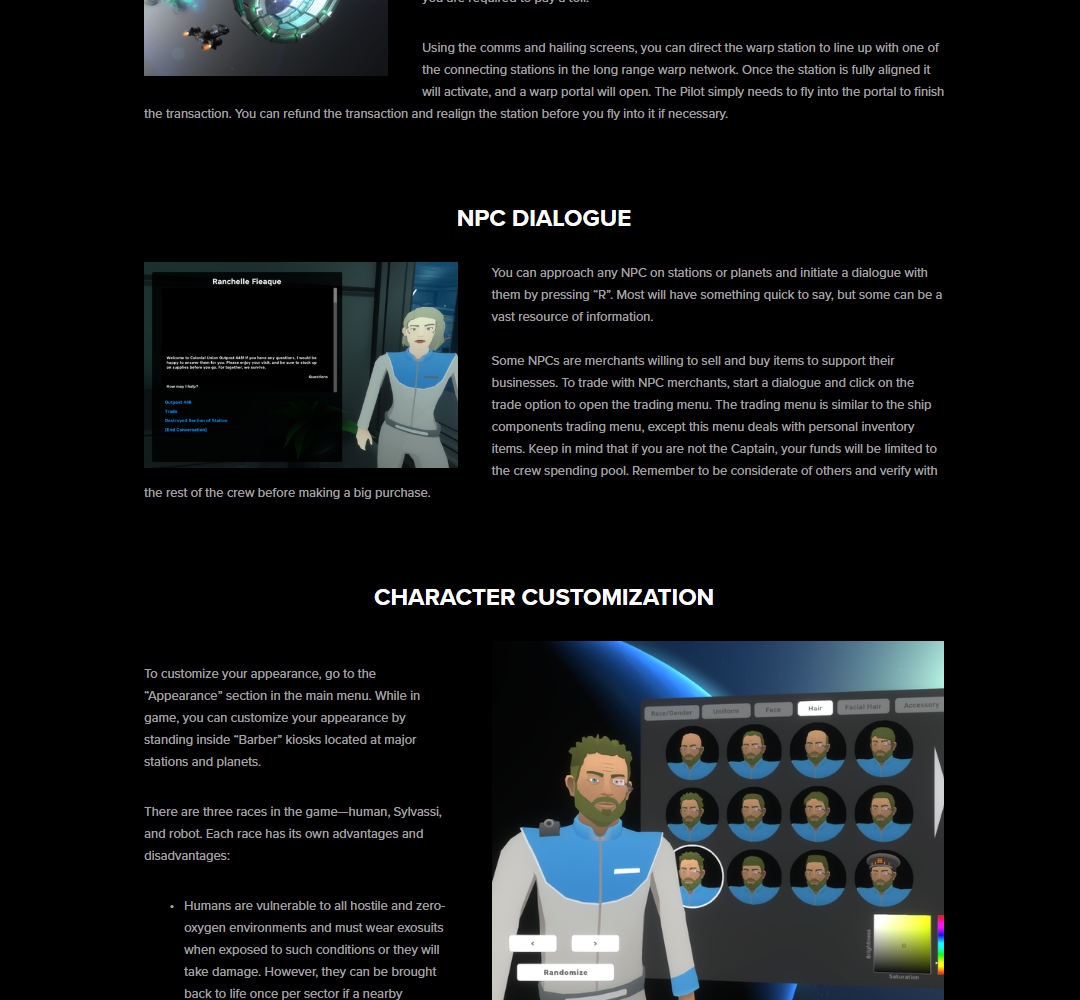 you are required to pay a toll.
Using the comms and hailing screens, you can direct the warp station to line up with one of
the connecting stations in the long range warp network. Once the station is fully aligned it
will activate, and a warp portal will open. The Pilot simply needs to fly into the portal to finish
the transaction. You can refund the transaction and realign the station before you fly into it if necessary.
NPC DIALOGUE
Ranchelle Fleaque
Welcome to Colonial Union Outpost 448! If you have any questions, I would be
happy to answer them for you. Please enjoy your visit, and be sure to stock up
on supplies before you go. For together, we survive.
Questions
How may I help?
Outpost 448
Trade
Destroyed Section of Station
[End Conversation]
You can approach any NPC on stations or planets and initiate a dialogue with
them by pressing “R”. Most will have something quick to say, but some can be a
vast resource of information.
Some NPCs are merchants willing to sell and buy items to support their
businesses. To trade with NPC merchants, start a dialogue and click on the
trade option to open the trading menu. The trading menu is similar to the ship
components trading menu, except this menu deals with personal inventory
items. Keep in mind that if you are not the Captain, your funds will be limited to
the crew spending pool. Remember to be considerate of others and verify with
the rest of the crew before making a big purchase.
CHARACTER CUSTOMIZATION
To customize your appearance, go to the
“Appearance” section in the main menu. While in
game, you can customize your appearance by
standing inside “Barber” kiosks located at major
stations and planets.
There are three races in the game—human, Sylvassi,
and robot. Each race has its own advantages and
disadvantages:
• Humans are vulnerable to all hostile and zero-
oxygen environments and must wear exosuits
when exposed to such conditions or they will
take damage. However, they can be brought
back to life once per sector if a nearby
Race/Gender Uniform Face Hair Facial Hair Accessory
Brightness
Saturation
< >
Randomize